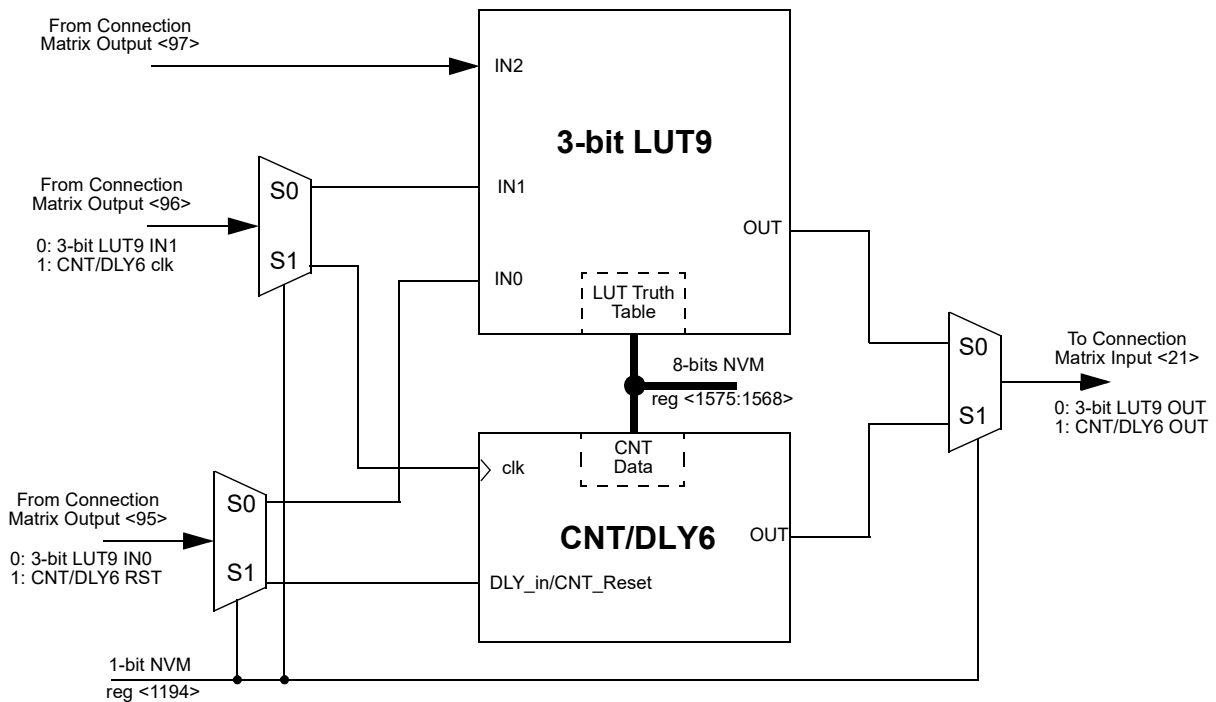 From Connection
Matrix Output <97>
IN2
3-bit LUT9
From Connection
Matrix Output <96>
0: 3-bit LUT9 IN1
1: CNT/DLY6 clk
S0
S1
IN1
IN0
OUT
LUT Truth
Table
8-bits NVM
reg <1575:1568>
S0
S1
To Connection
Matrix Input <21>
0: 3-bit LUT9 OUT
1: CNT/DLY6 OUT
CNT
Data
clk
CNT/DLY6
OUT
DLY_in/CNT_Reset
From Connection
Matrix Output <95>
0: 3-bit LUT9 IN0
1: CNT/DLY6 RST
S0
S1
1-bit NVM
reg <1194>